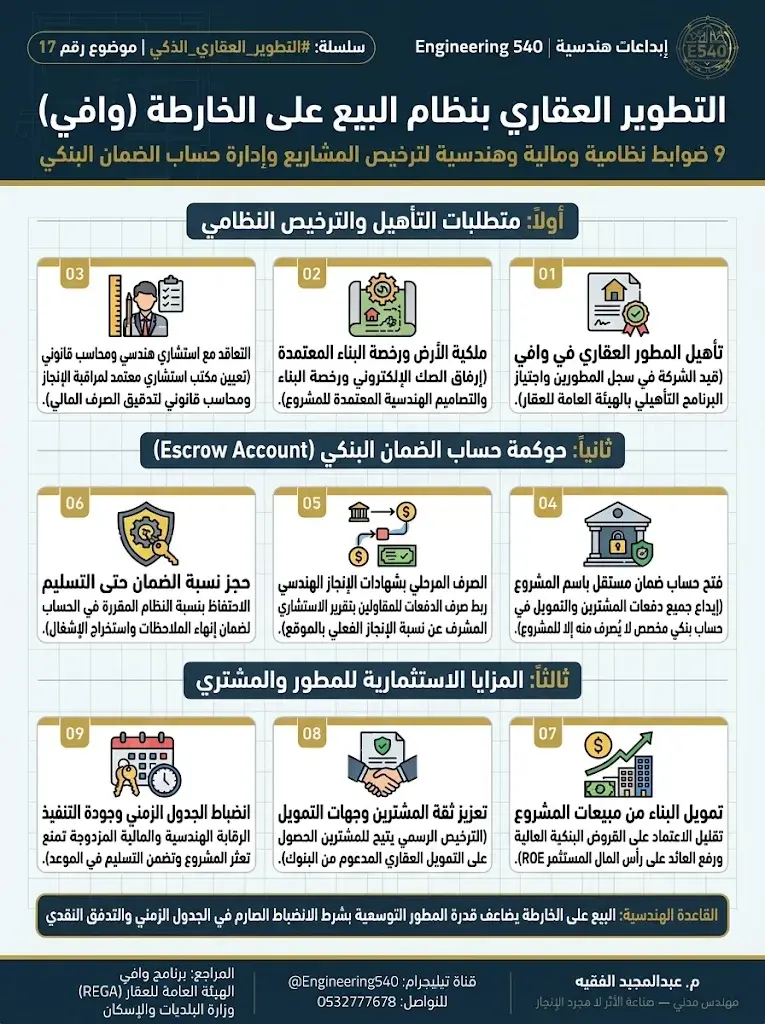 إبداعات هندسية | Engineering 540
E540
سلسلة: #التطوير_العقاري_الذكي | موضوع رقم 17
التطوير العقاري بنظام البيع على الخارطة (وافي)
9 ضوابط نظامية ومالية وهندسية لترخيص المشاريع وإدارة حساب الضمان البنكي
أولاً: متطلبات التأهيل والترخيص النظامي
01
تأهيل المطور العقاري في وافي
(قيد الشركة في سجل المطورين واجتياز
البرنامج التأهيلي بالهيئة العامة للعقار).
02
ملكية الأرض ورخصة البناء المعتمدة
(إرفاق الصك الإلكتروني ورخصة البناء
والتصاميم الهندسية المعتمدة للمشروع).
03
التعاقد مع استشاري هندسي ومحاسب قانوني
(تعيين مكتب استشاري معتمد لمراقبة الإنجاز
ومحاسب قانوني لتدقيق الصرف المالي).
ثانياً: حوكمة حساب الضمان البنكي (Escrow Account)
04
فتح حساب ضمان مستقل باسم المشروع
(إيداع جميع دفعات المشترين والتمويل في
حساب بنكي مخصص لا يُصرف منه إلا للمشروع).
05
الصرف المرحلي بشهادات الإنجاز الهندسي
ربط صرف الدفعات للمقاولين بتقرير الاستشاري
المشرف عن نسبة الإنجاز الفعلي بالموقع).
06
حجز نسبة الضمان حتى التسليم
الاحتفاظ بنسبة النظام المقررة في الحساب
لضمان إنهاء الملاحظات واستخراج الإشغال).
ثالثاً: المزايا الاستثمارية للمطور والمشتري
07
تمويل البناء من مبيعات المشروع
تقليل الاعتماد على القروض البنكية العالية
ورفع العائد على رأس المال المستثمر ROE).
08
تعزيز ثقة المشترين وجهات التمويل
(الترخيص الرسمي يتيح للمشترين الحصول
على التمويل العقاري المدعوم من البنوك).
09
انضباط الجدول الزمني وجودة التنفيذ
الرقابة الهندسية والمالية المزدوجة تمنع
تعثر المشروع وتضمن التسليم في الموعد).
القاعدة الهندسية: البيع على الخارطة يضاعف قدرة المطور التوسعية بشرط الانضباط الصارم في الجدول الزمني والتدفق النقدي
م. عبدالمجيد الفقيه
مهندس مدني — صناعة الأثر لا مجرد الإنجاز
قناة تيليجرام: Engineering540@
للتواصل: 0532777678
المراجع: برنامج وافي
الهيئة العامة للعقار (REGA)
وزارة البلديات والإسكان